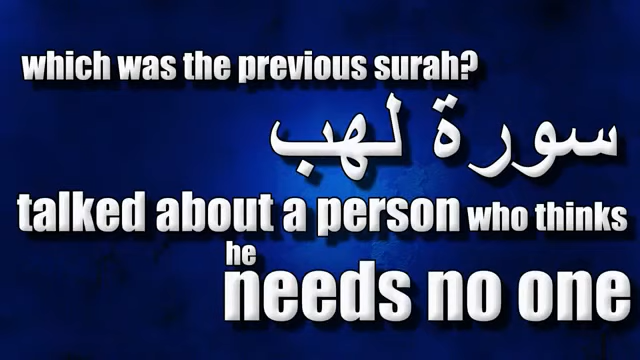 which was the previous surah?
سورة لهب
talked about a person who thinks
he
needs no one